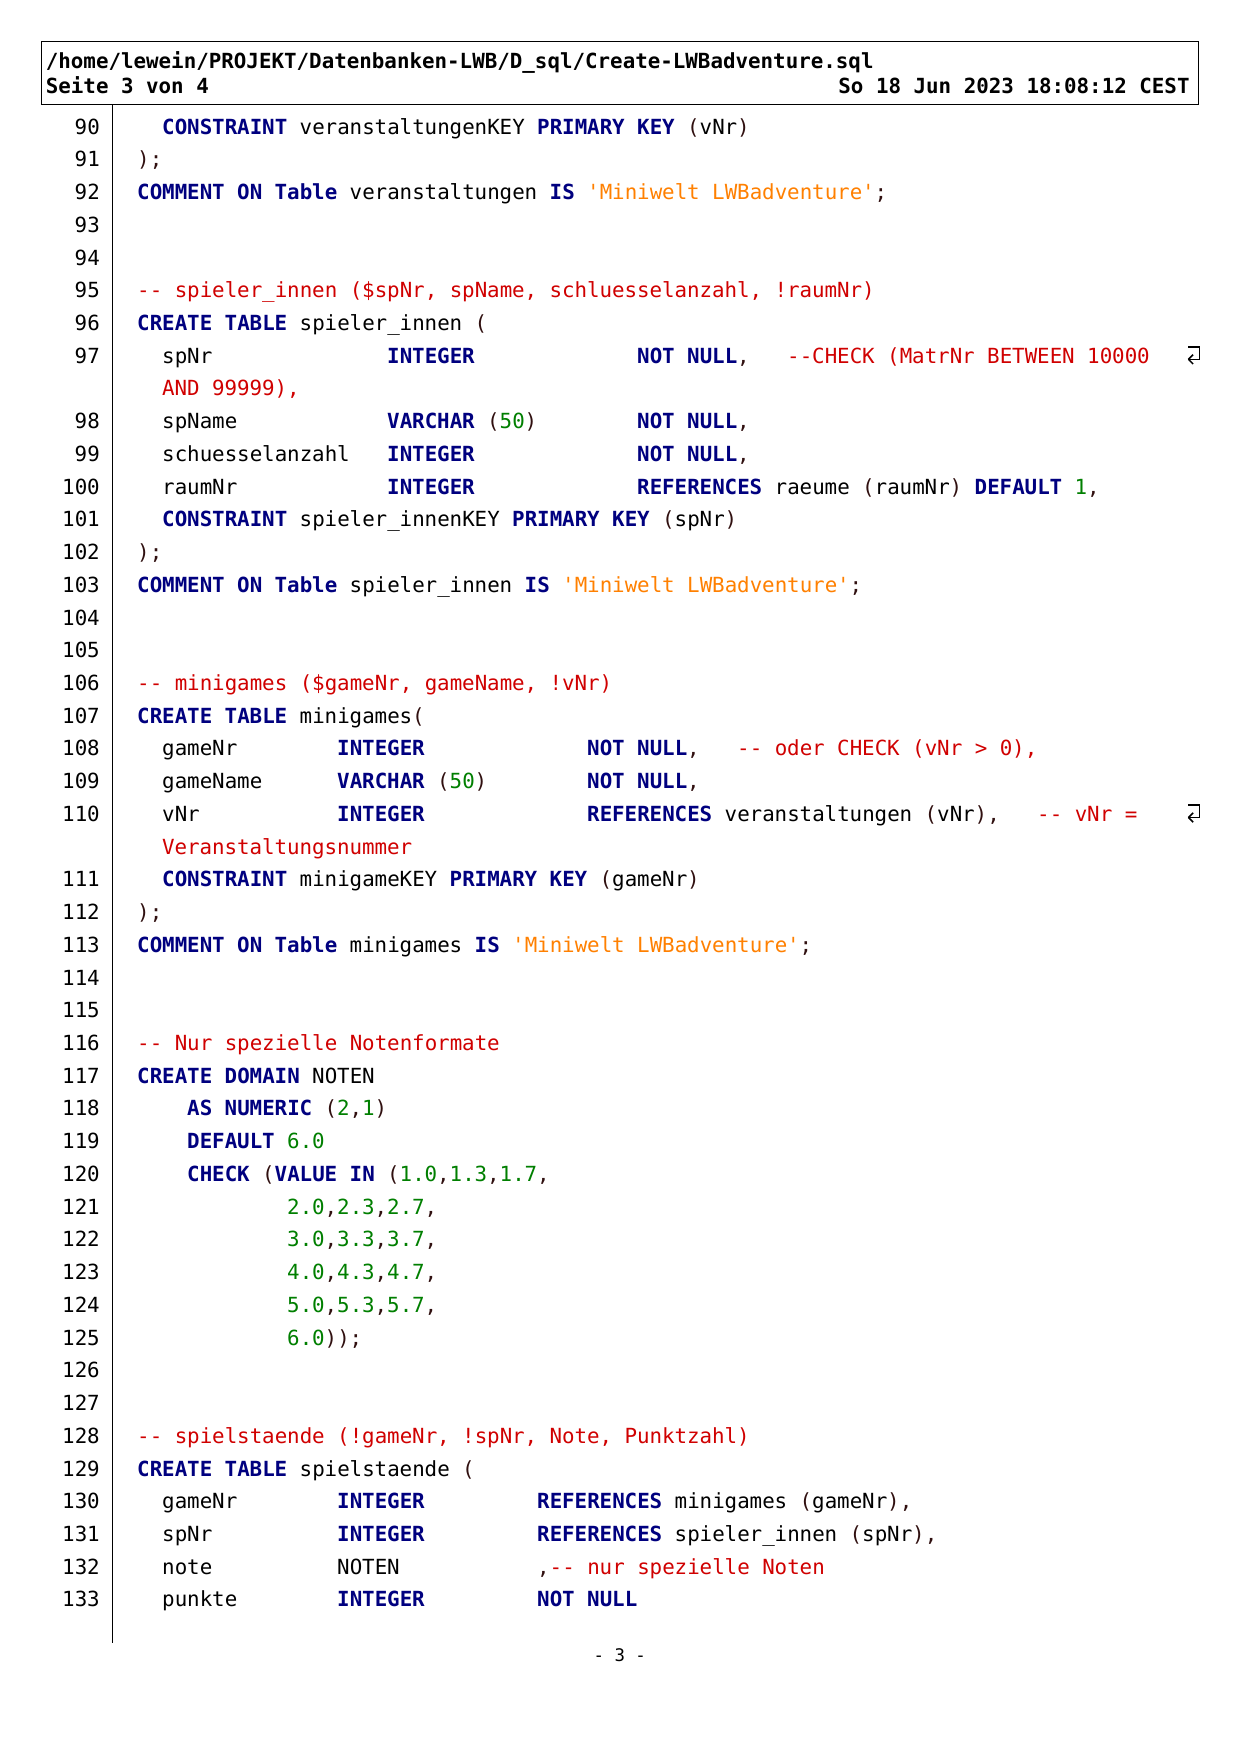 /home/lewein/PROJEKT/Datenbanken-LWB/D_sql/Create-LWBadventure.sql
Seite 3 von 4 So 18 Jun 2023 18:08:12 CEST
90 CONSTRAINT veranstaltungenKEY PRIMARY KEY (vNr)
91 );
92 COMMENT ON Table veranstaltungen IS 'Miniwelt LWBadventure';
93
94
95 -- spieler_innen ($spNr, spName, schluesselanzahl, !raumNr)
96 CREATE TABLE spieler_innen (
97 spNr INTEGER NOT NULL, --CHECK (MatrNr BETWEEN 10000
AND 99999),
98 spName VARCHAR (50) NOT NULL,
99 schuesselanzahl INTEGER NOT NULL,
100 raumNr INTEGER REFERENCES raeume (raumNr) DEFAULT 1,
101 CONSTRAINT spieler_innenKEY PRIMARY KEY (spNr)
102 );
103 COMMENT ON Table spieler_innen IS 'Miniwelt LWBadventure';
104
105
106 -- minigames ($gameNr, gameName, !vNr)
107 CREATE TABLE minigames(
108 gameNr INTEGER NOT NULL, -- oder CHECK (vNr > 0),
109 gameName VARCHAR (50) NOT NULL,
110 vNr INTEGER REFERENCES veranstaltungen (vNr), -- vNr =
Veranstaltungsnummer
111 CONSTRAINT minigameKEY PRIMARY KEY (gameNr)
112 );
113 COMMENT ON Table minigames IS 'Miniwelt LWBadventure';
114
115
116 -- Nur spezielle Notenformate
117 CREATE DOMAIN NOTEN
118 AS NUMERIC (2,1)
119 DEFAULT 6.0
120 CHECK (VALUE IN (1.0,1.3,1.7,
121 2.0,2.3,2.7,
122 3.0,3.3,3.7,
123 4.0,4.3,4.7,
124 5.0,5.3,5.7,
125 6.0));
126
127
128 -- spielstaende (!gameNr, !spNr, Note, Punktzahl)
129 CREATE TABLE spielstaende (
130 gameNr INTEGER REFERENCES minigames (gameNr),
131 spNr INTEGER REFERENCES spieler_innen (spNr),
132 note NOTEN ,-- nur spezielle Noten
133 punkte INTEGER NOT NULL
- 3 -